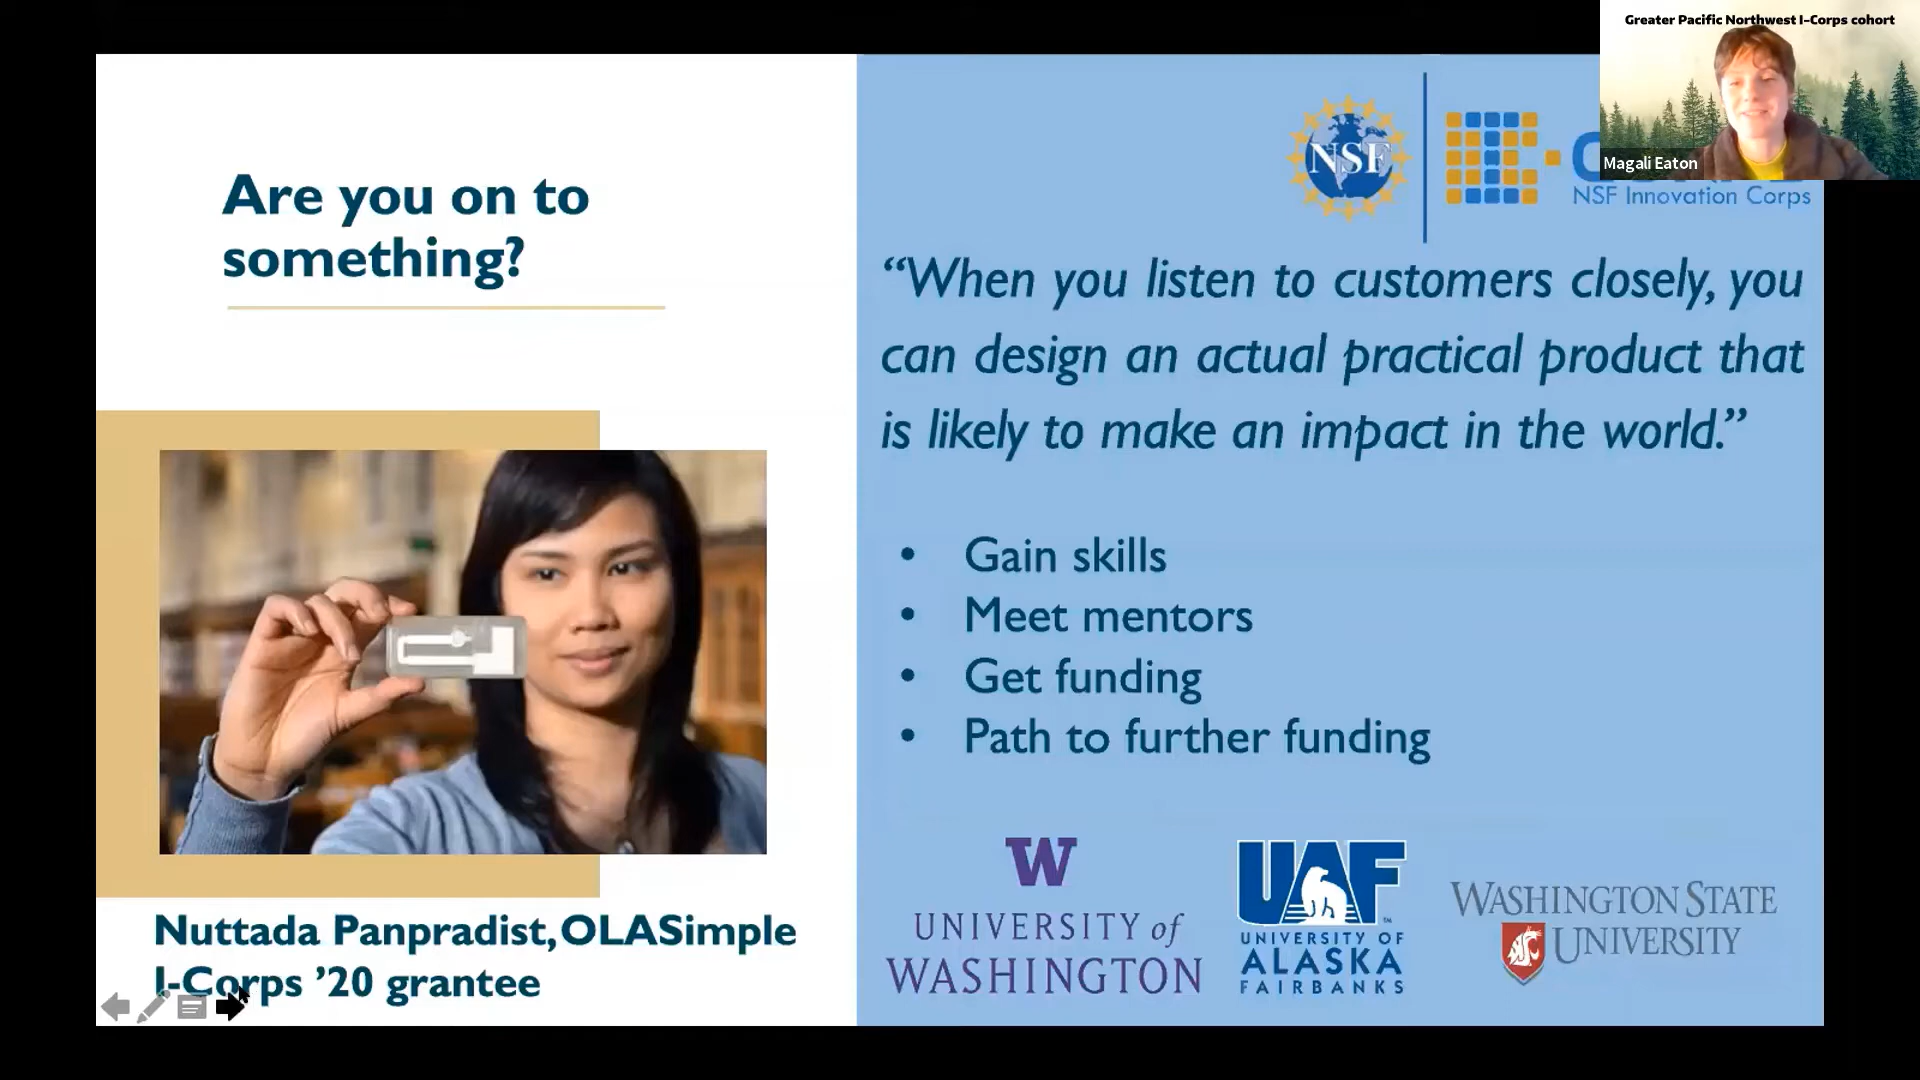 Greater Pacific Northwest I-Corps cohort
Magali Eaton
Are you on to
something?
NSF
NSF Innovation Corps
“When you listen to customers closely, you
can design an actual practical product that
is likely to make an impact in the world.”
• Gain skills
• Meet mentors
• Get funding
• Path to further funding
Nuttada Panpradist, OLASimple
I-Corps ’20 grantee
W
UNIVERSITY of
WASHINGTON
UAF
UNIVERSITY OF
ALASKA
FAIRBANKS
WASHINGTON STATE
UNIVERSITY